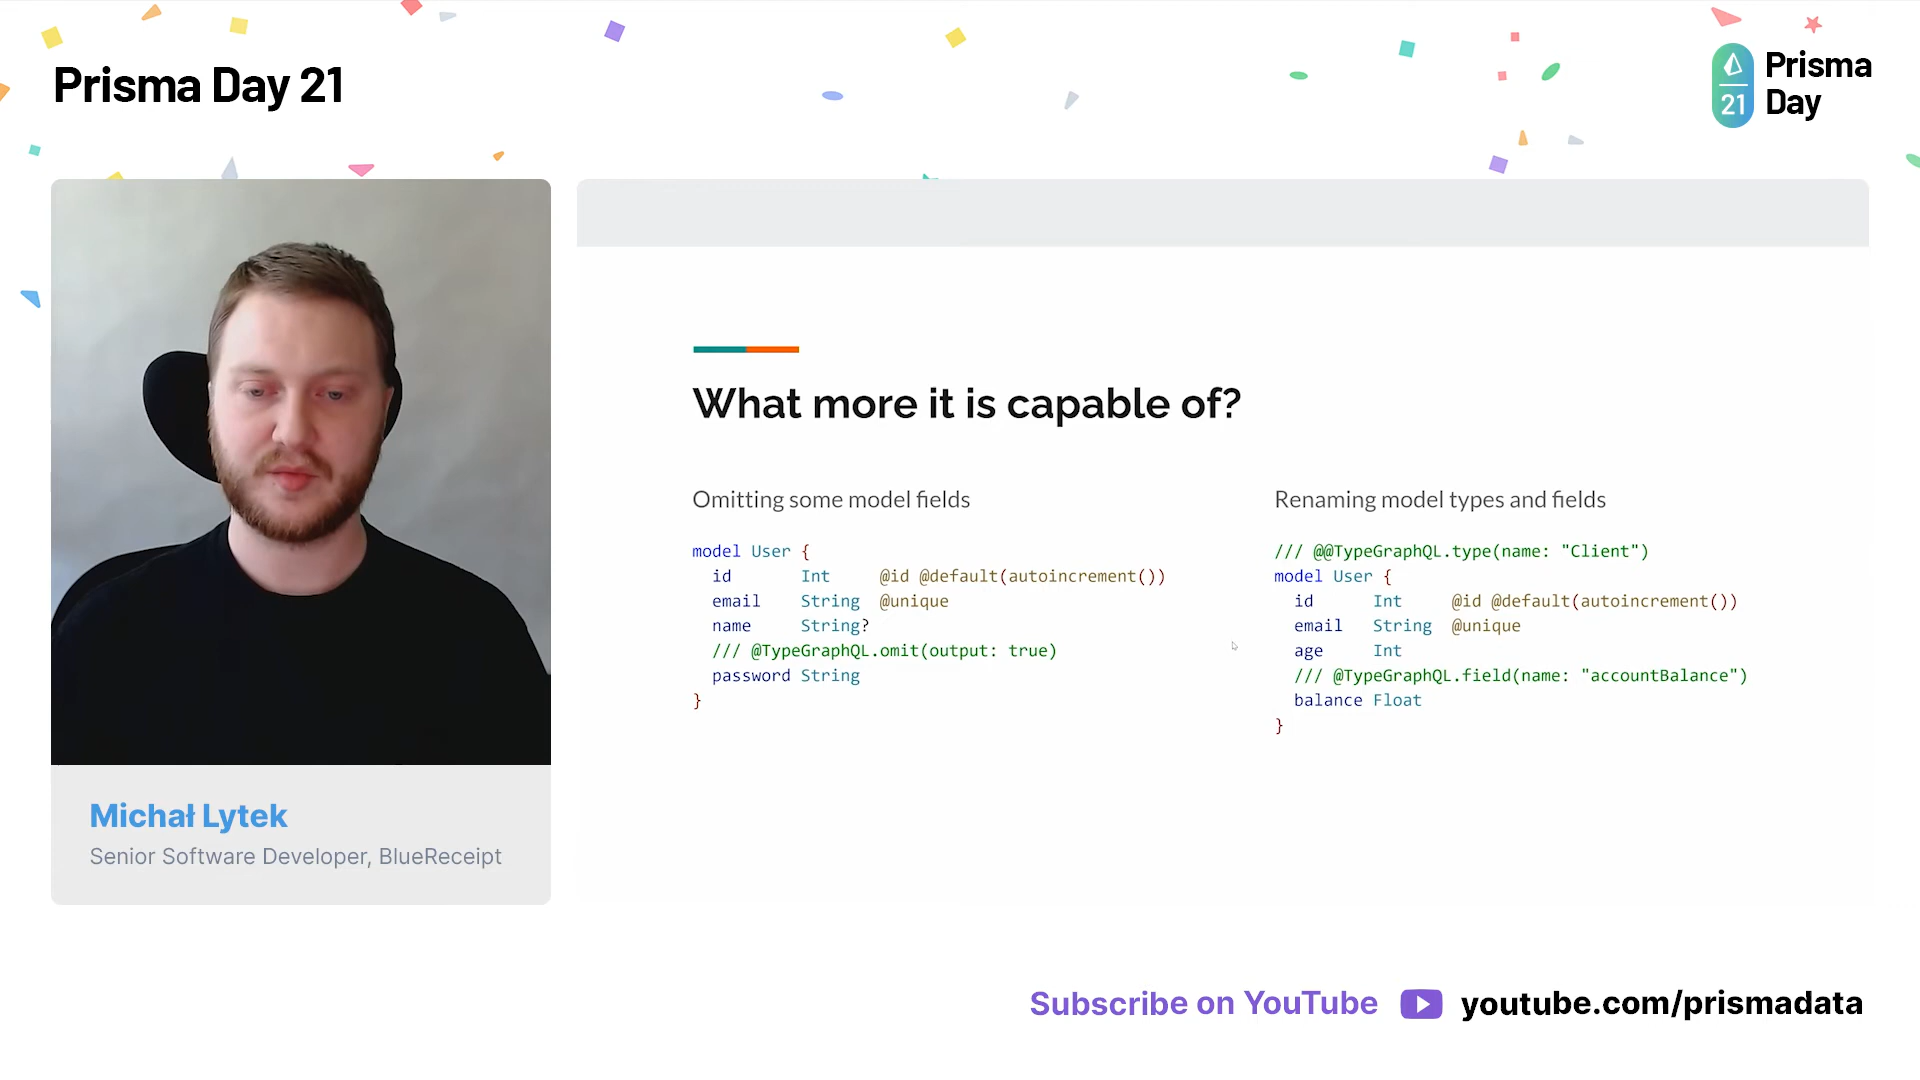 Prisma Day 21
21
Prisma
Day
What more it is capable of?
Omitting some model fields
model User {
  id       Int     @id @default(autoincrement())
  email    String  @unique
  name     String?
  /// @TypeGraphQL.omit(output: true)
  password String
}
Renaming model types and fields
/// @@TypeGraphQL.type(name: "Client")
model User {
  id      Int     @id @default(autoincrement())
  email   String  @unique
  age     Int
  /// @TypeGraphQL.field(name: "accountBalance")
  balance Float
}
Michał Lytek
Senior Software Developer, BlueReceipt
Subscribe on YouTube youtube.com/prismadata